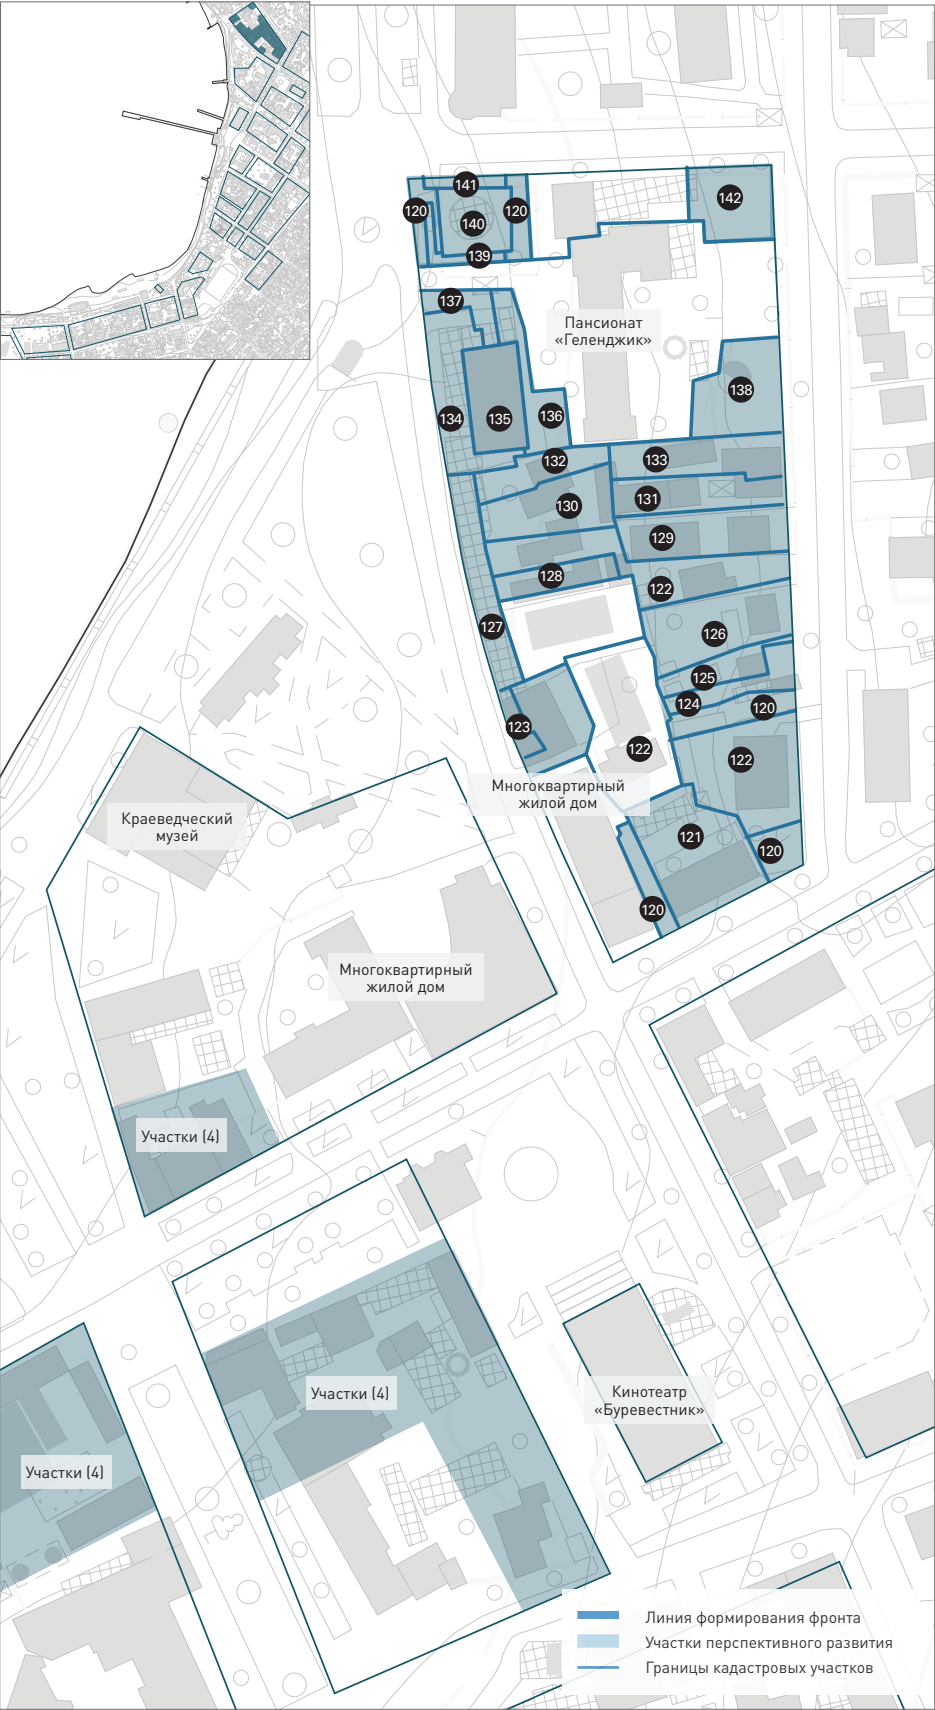 141
142
120
120
140
139
137
Пансионат
«Геленджик»
138
134
135
136
132
133
130
131
129
128
122
127
126
125
124
120
123
122
122
Многоквартирный
жилой дом
121
120
120
Краеведческий
музей
Многоквартирный
жилой дом
Участки (4)
Участки (4)
Кинотеатр
«Буревестник»
Участки (4)
Линия формирования фронта
Участки перспективного развития
Границы кадастровых участков